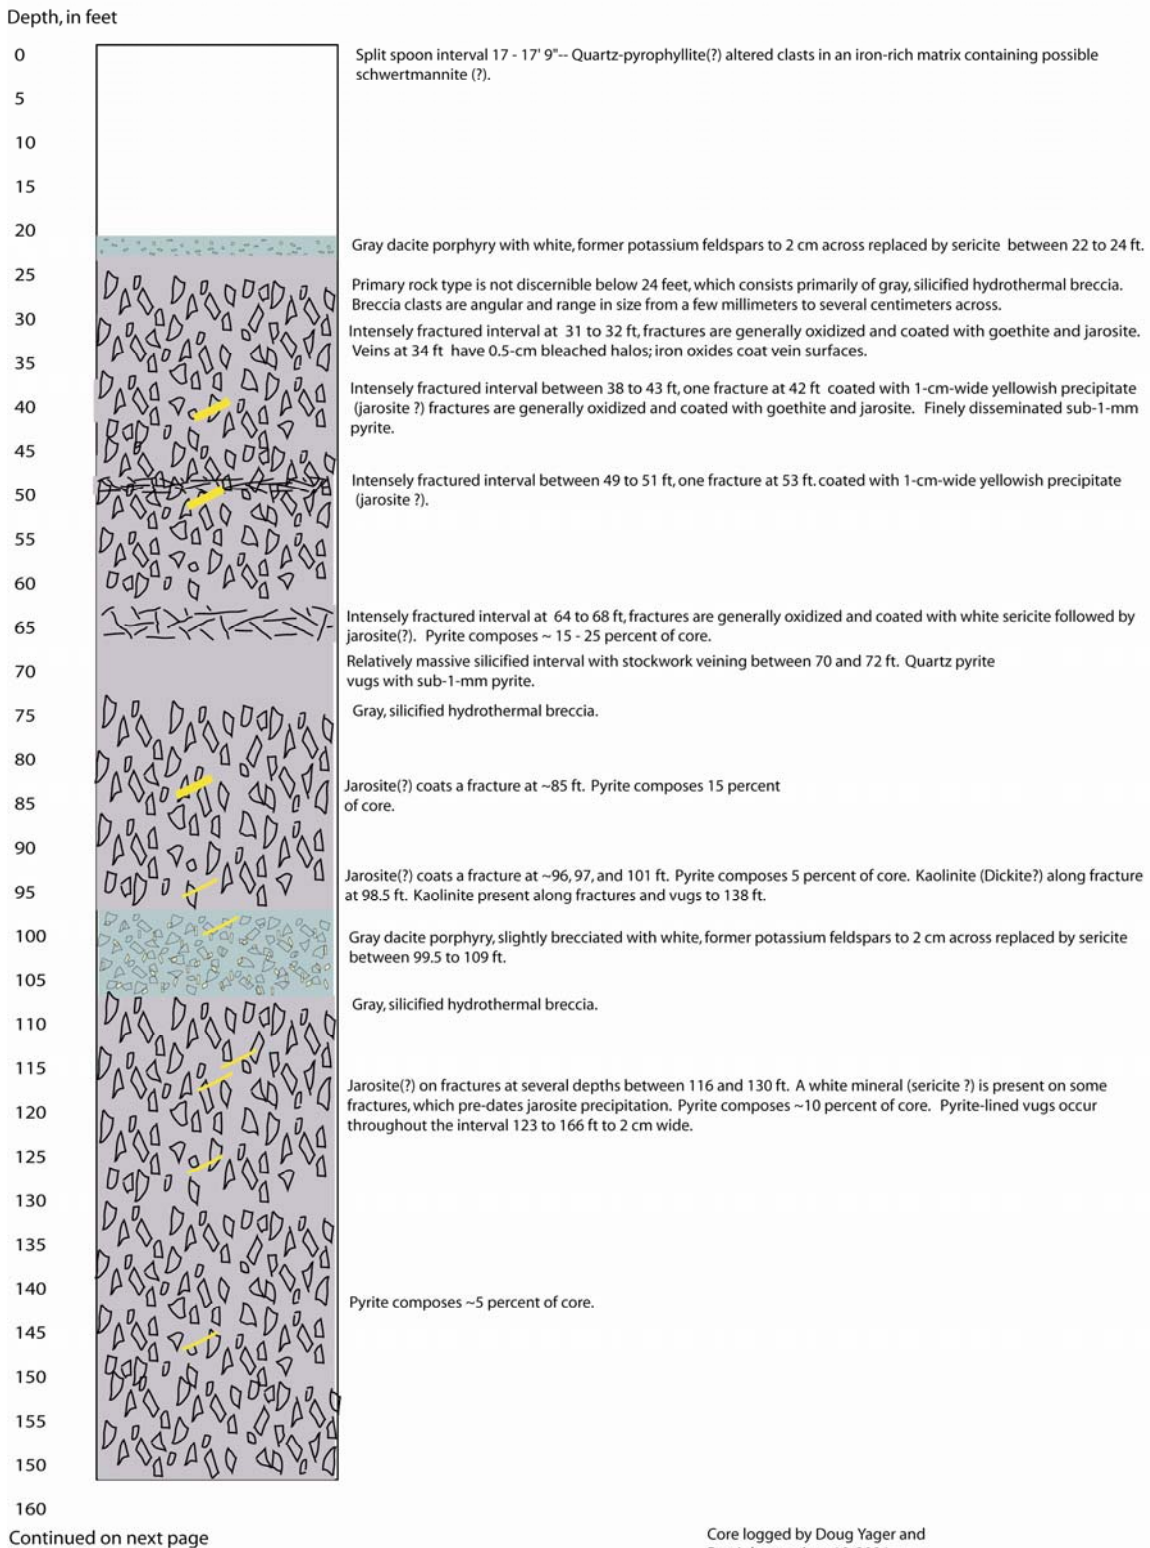 Depth, in feet
0
Split spoon interval 17 - 17' 9"-- Quartz-pyrophyllite(?) altered clasts in an iron-rich matrix containing possible
schwertmannite (?).
5
10
15
20
Gray dacite porphyry with white, former potassium feldspars to 2 cm across replaced by sericite between 22 to 24 ft.
25
Primary rock type is not discernible below 24 feet, which consists primarily of gray, silicified hydrothermal breccia.
Breccia clasts are angular and range in size from a few millimeters to several centimeters across.
30
Intensely fractured interval at 31 to 32 ft, fractures are generally oxidized and coated with goethite and jarosite.
Veins at 34 ft have 0.5-cm bleached halos; iron oxides coat vein surfaces.
35
Intensely fractured interval between 38 to 43 ft, one fracture at 42 ft coated with 1-cm-wide yellowish precipitate
(jarosite ?) fractures are generally oxidized and coated with goethite and jarosite. Finely disseminated sub-1-mm
pyrite.
40
45
Intensely fractured interval between 49 to 51 ft, one fracture at 53 ft. coated with 1-cm-wide yellowish precipitate
(jarosite ?).
50
55
60
Intensely fractured interval at 64 to 68 ft, fractures are generally oxidized and coated with white sericite followed by
jarosite(?). Pyrite composes ~ 15 - 25 percent of core.
65
Relatively massive silicified interval with stockwork veining between 70 and 72 ft. Quartz pyrite
vugs with sub-1-mm pyrite.
70
Gray, silicified hydrothermal breccia.
75
80
Jarosite(?) coats a fracture at ~85 ft. Pyrite composes 15 percent
of core.
85
90
Jarosite(?) coats a fracture at ~96, 97, and 101 ft. Pyrite composes 5 percent of core. Kaolinite (Dickite?) along fracture
at 98.5 ft. Kaolinite present along fractures and vugs to 138 ft.
95
100
Gray dacite porphyry, slightly brecciated with white, former potassium feldspars to 2 cm across replaced by sericite
between 99.5 to 109 ft.
105
Gray, silicified hydrothermal breccia.
110
115
Jarosite(?) on fractures at several depths between 116 and 130 ft. A white mineral (sericite ?) is present on some
fractures, which pre-dates jarosite precipitation. Pyrite composes ~10 percent of core. Pyrite-lined vugs occur
throughout the interval 123 to 166 ft to 2 cm wide.
120
125
130
135
140
Pyrite composes ~5 percent of core.
145
150
155
150
160
Continued on next page
Core logged by Doug Yager and